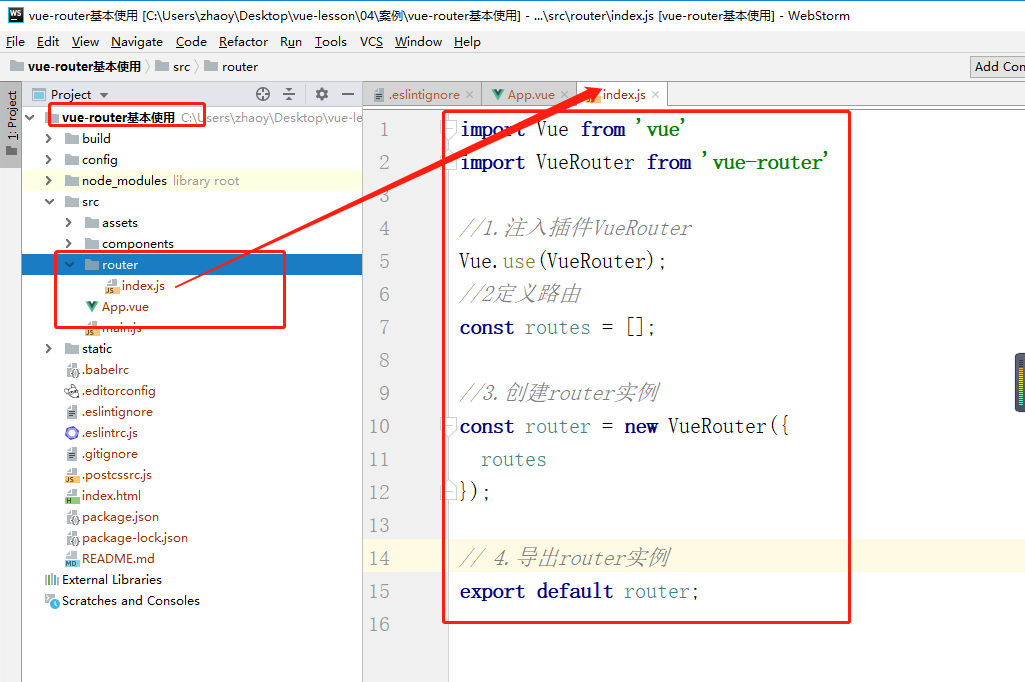 vue-router基本使用 [C:\Users\zhaoy\Desktop\vue-lesson\04\案例\vue-router基本使用] - ...\src\router\index.js [vue-router基本使用] - WebStorm
File Edit View Navigate Code Refactor Run Tools VCS Window Help
vue-router基本使用 src router Add Con
1: Project
Project
vue-router基本使用 C:\Users\zhaoy\Desktop\vue-le
build
config
node_modules library root
src
assets
components
router
index.js
App.vue
main.js
static
.babelrc
.editorconfig
.eslintignore
.eslintrc.js
.gitignore
.postcssrc.js
index.html
package.json
package-lock.json
README.md
External Libraries
Scratches and Consoles
.eslintignore App.vue index.js
1 import Vue from 'vue'
2 import VueRouter from 'vue-router'
3
4 //1.注入插件VueRouter
5 Vue.use(VueRouter);
6 //2定义路由
7 const routes = [];
8
9 //3.创建router实例
10 const router = new VueRouter({
11 routes
12 });
13
14 // 4.导出router实例
15 export default router;
16